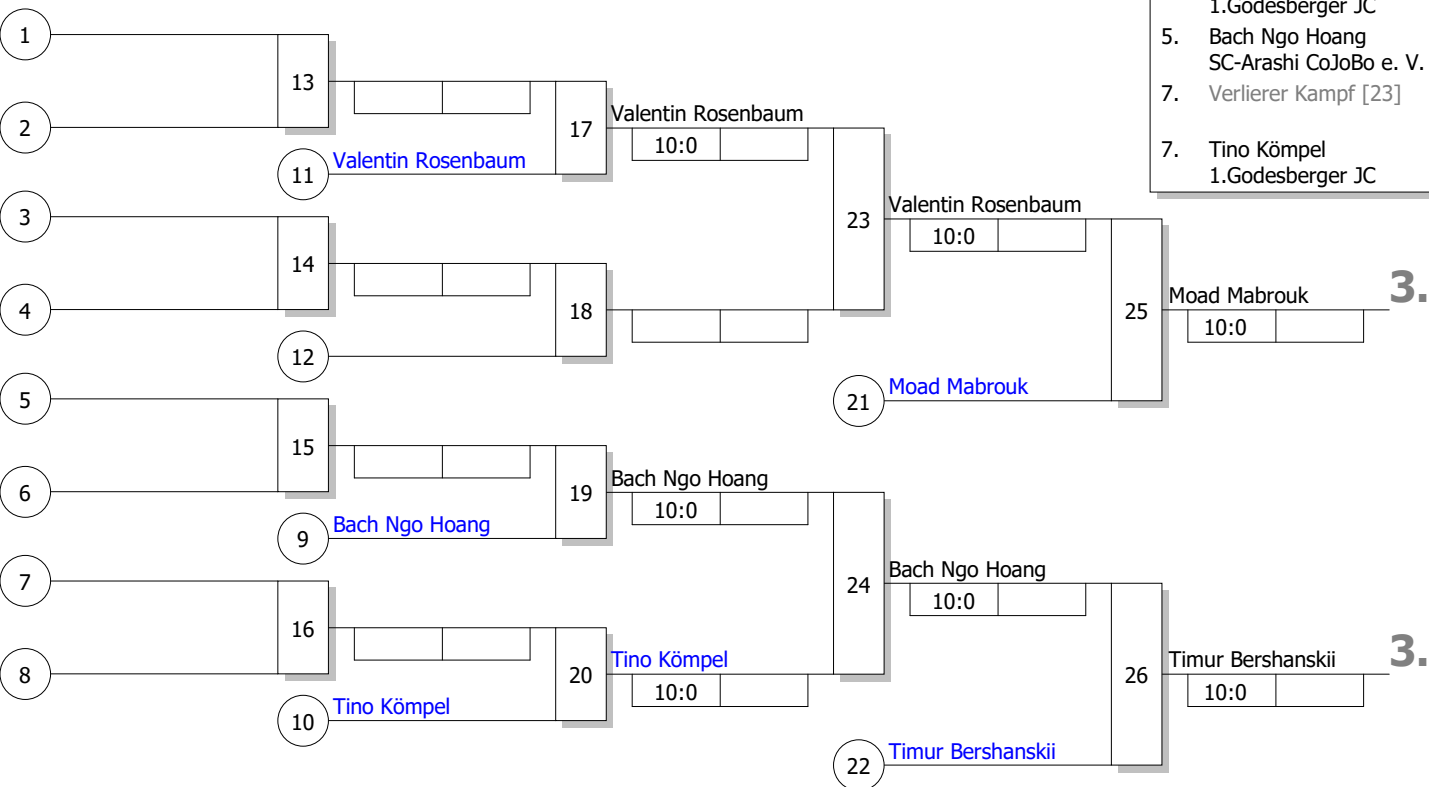 1.Godesberger JC
5. Bach Ngo Hoang
SC-Arashi CoJoBo e. V.
7. Verlierer Kampf [23]
7. Tino Kömpel
1.Godesberger JC
1
13
2
17
Valentin Rosenbaum
10:0
11
Valentin Rosenbaum
3
23
Valentin Rosenbaum
10:0
14
4
18
12
25
Moad Mabrouk
3.
10:0
5
21
Moad Mabrouk
15
6
19
Bach Ngo Hoang
10:0
9
Bach Ngo Hoang
7
24
Bach Ngo Hoang
10:0
16
8
20
Tino Kömpel
10:0
10
Tino Kömpel
26
Timur Bershanskii
3.
10:0
22
Timur Bershanskii